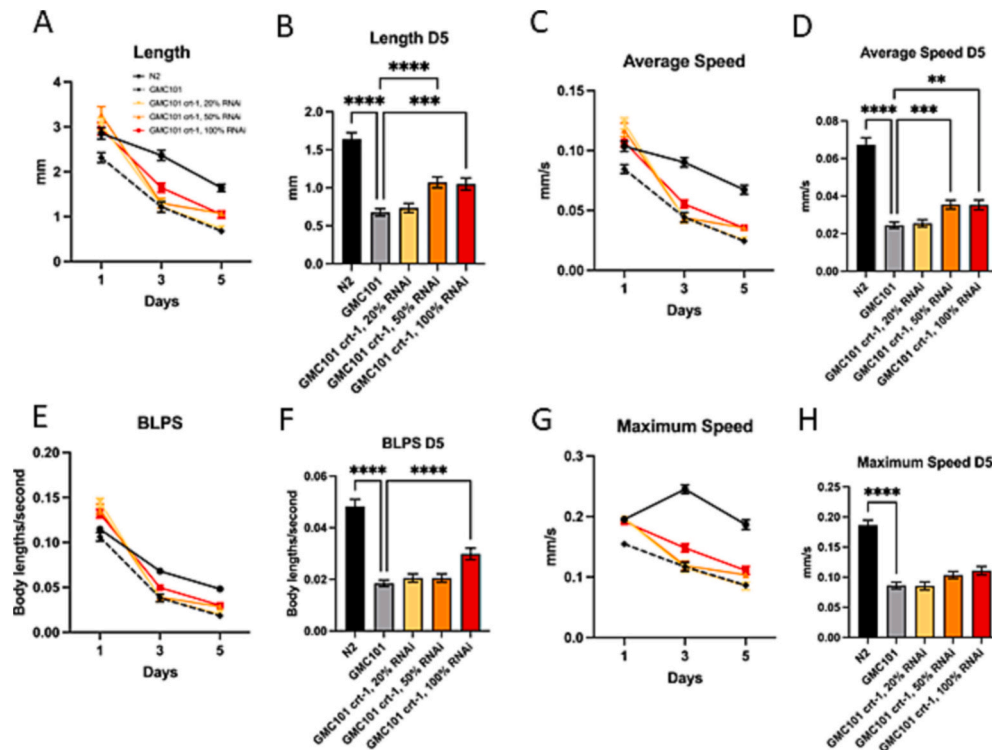 A
Length
4
3
2
1
0
mm
N2
GMC101
GMC101 crt-1, 20% RNAi
GMC101 crt-1, 50% RNAi
GMC101 crt-1, 100% RNAi
1
3
5
Days
B
Length D5
****
****
***
2.0
1.5
1.0
0.5
0.0
mm
N2
GMC101
GMC101 crt-1, 20% RNAi
GMC101 crt-1, 50% RNAi
GMC101 crt-1, 100% RNAi
C
Average Speed
0.15
0.10
0.05
0.00
mm/s
1
3
5
Days
D
Average Speed D5
**
****
***
0.08
0.06
0.04
0.02
0.00
mm/s
N2
GMC101
GMC101 crt-1, 20% RNAi
GMC101 crt-1, 50% RNAi
GMC101 crt-1, 100% RNAi
E
BLPS
0.20
0.15
0.10
0.05
0.00
Body lengths/second
1
3
5
Days
F
BLPS D5
****
****
0.06
0.04
0.02
0.00
Body lengths/second
N2
GMC101
GMC101 crt-1, 20% RNAi
GMC101 crt-1, 50% RNAi
GMC101 crt-1, 100% RNAi
G
Maximum Speed
0.3
0.2
0.1
0.0
mm/s
1
3
5
Days
H
Maximum Speed D5
****
0.25
0.20
0.15
0.10
0.05
0.00
mm/s
N2
GMC101
GMC101 crt-1, 20% RNAi
GMC101 crt-1, 50% RNAi
GMC101 crt-1, 100% RNAi